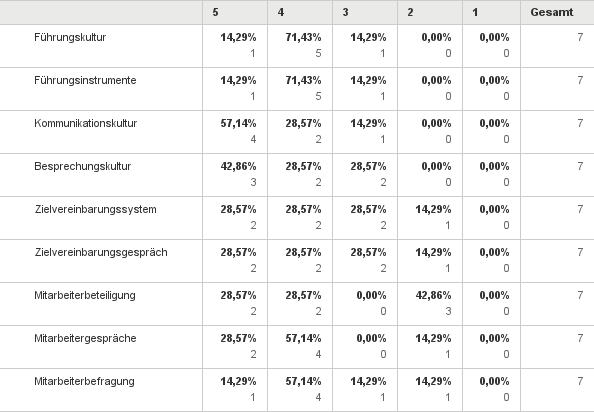 5 4 3 2 1 Gesamt
Führungskultur 14,29% 71,43% 14,29% 0,00% 0,00% 7
1 5 1 0 0
Führungsinstrumente 14,29% 71,43% 14,29% 0,00% 0,00% 7
1 5 1 0 0
Kommunikationskultur 57,14% 28,57% 14,29% 0,00% 0,00% 7
4 2 1 0 0
Besprechungskultur 42,86% 28,57% 28,57% 0,00% 0,00% 7
3 2 2 0 0
Zielvereinbarungssystem 28,57% 28,57% 28,57% 14,29% 0,00% 7
2 2 2 1 0
Zielvereinbarungsgespräch 28,57% 28,57% 28,57% 14,29% 0,00% 7
2 2 2 1 0
Mitarbeiterbeteiligung 28,57% 28,57% 0,00% 42,86% 0,00% 7
2 2 0 3 0
Mitarbeitergespräche 28,57% 57,14% 0,00% 14,29% 0,00% 7
2 4 0 1 0
Mitarbeiterbefragung 14,29% 57,14% 14,29% 14,29% 0,00% 7
1 4 1 1 0